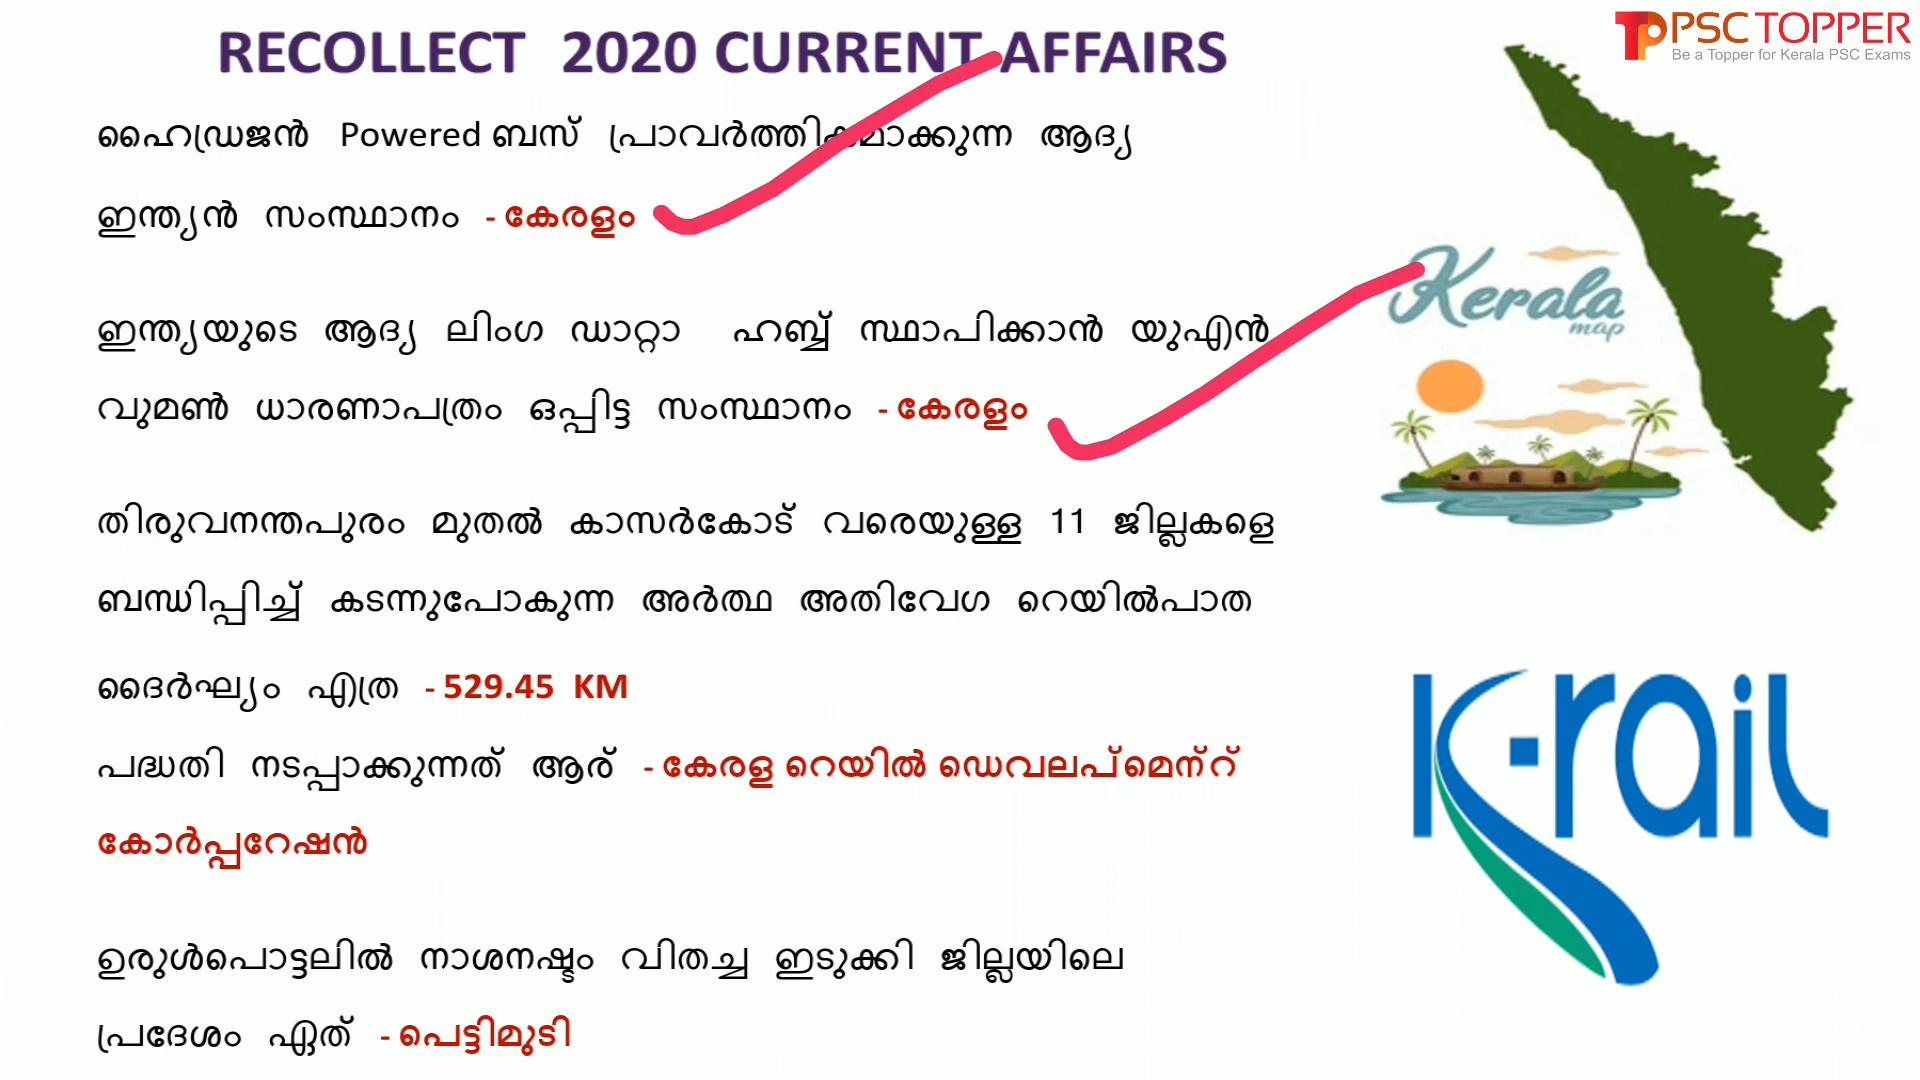 RECOLLECT 2020 CURRENT AFFAIRS
PSC TOPPER
Be a Topper for Kerala PSC Exams
ഹൈഡ്രജൻ Powered ബസ് പ്രാവർത്തികമാക്കുന്ന ആദ്യ
ഇന്ത്യൻ സംസ്ഥാനം - കേരളം
ഇന്ത്യയുടെ ആദ്യ ലിംഗ ഡാറ്റാ ഹബ്ബ് സ്ഥാപിക്കാൻ യുഎൻ
വുമൺ ധാരണാപത്രം ഒപ്പിട്ട സംസ്ഥാനം - കേരളം
Kerala
map
തിരുവനന്തപുരം മുതൽ കാസർകോട് വരെയുള്ള 11 ജില്ലകളെ
ബന്ധിപ്പിച്ച് കടന്നുപോകുന്ന അർത്ഥ അതിവേഗ റെയിൽപാത
ദൈർഘ്യം എത്ര - 529.45 KM
പദ്ധതി നടപ്പാക്കുന്നത് ആര് - കേരള റെയിൽ ഡെവലപ്മെന്റ്
കോർപ്പറേഷൻ
K-rail
ഉരുൾപൊട്ടലിൽ നാശനഷ്ടം വിതച്ച ഇടുക്കി ജില്ലയിലെ
പ്രദേശം ഏത് - പെട്ടിമുടി